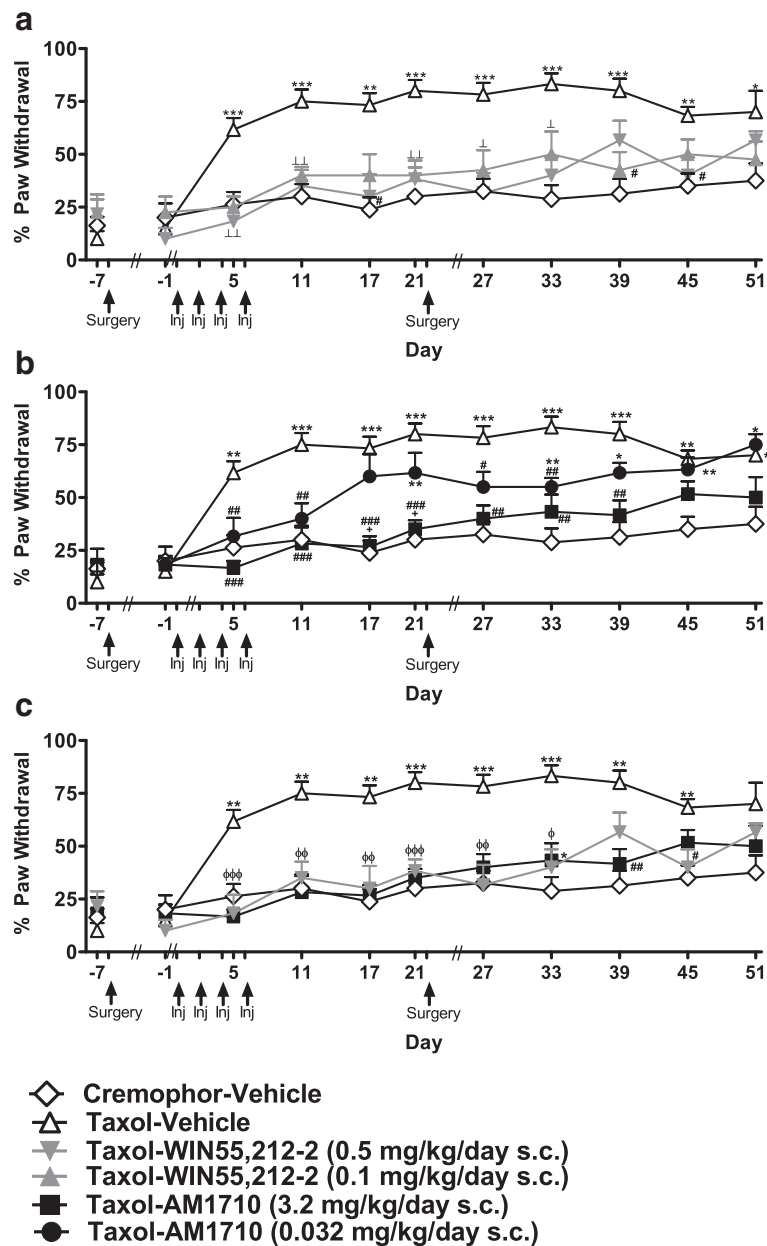 a
100
75
50
25
0
% Paw Withdrawal
*** *** ** *** *** *** *** ** *
⊥⊥ ⊥⊥ ⊥⊥ ⊥ ⊥
# # #
-7 -1 5 11 17 21 27 33 39 45 51
Surgery Inj Inj Inj Inj Surgery
Day
b
100
75
50
25
0
% Paw Withdrawal
** *** *** *** *** *** *** ** *
## ## ** # ** ## * ** *
### ### ### + ### + ## ## ##
-7 -1 5 11 17 21 27 33 39 45 51
Surgery Inj Inj Inj Inj Surgery
Day
c
100
75
50
25
0
% Paw Withdrawal
** ** ** *** *** *** ** **
ϕϕϕ ϕϕ ϕϕ ϕϕϕ ϕϕ ϕ
* ## #
-7 -1 5 11 17 21 27 33 39 45 51
Surgery Inj Inj Inj Inj Surgery
Day
Cremophor-Vehicle
Taxol-Vehicle
Taxol-WIN55,212-2 (0.5 mg/kg/day s.c.)
Taxol-WIN55,212-2 (0.1 mg/kg/day s.c.)
Taxol-AM1710 (3.2 mg/kg/day s.c.)
Taxol-AM1710 (0.032 mg/kg/day s.c.)